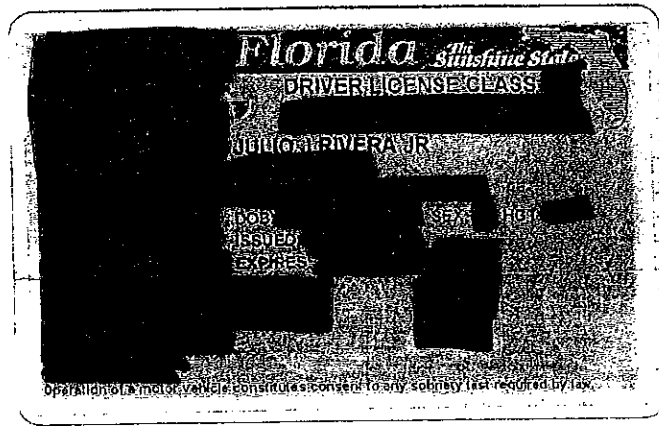 Florida The Sunshine State
DRIVER LICENSE CLASS
JULIO J RIVERA JR
DOB SEX HGT
ISSUED
EXPIRES
Operation of a motor vehicle constitutes consent to any sobriety test required by law.